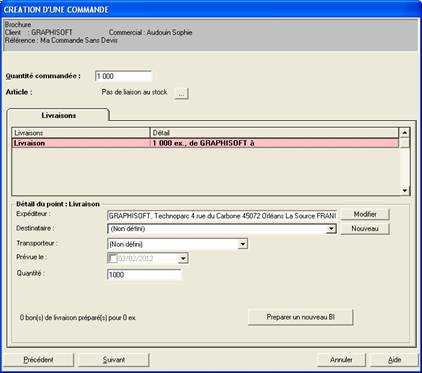 CREATION D'UNE COMMANDE
Brochure
Client : GRAPHISOFT Commercial : Audouin Sophie
Référence : Ma Commande Sans Devis
Quantité commandée : 1 000
Article : Pas de liaison au stock ...
Livraisons
Livraisons Détail
Livraison 1 000 ex., de GRAPHISOFT à
Détail du point : Livraison
Expéditeur : GRAPHISOFT, Technoparc 4 rue du Carbone 45072 Orléans La Source FRAN Modifier
Destinataire : (Non défini) Nouveau
Transporteur : (Non défini)
Prévue le : 03/02/2012
Quantité : 1000
0 bon(s) de livraison préparé(s) pour 0 ex. Preparer un nouveau Bl
Précédent Suivant Annuler Aide